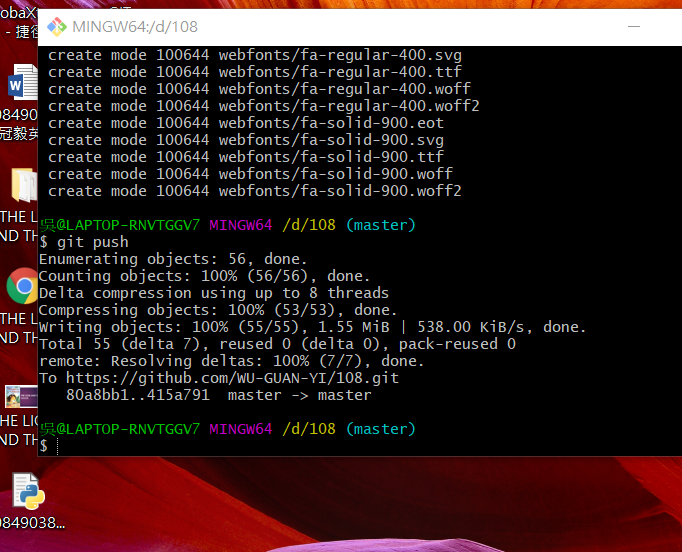 obaX
- 捷徑
08490
冠毅英
THE LI
ND TH
THE L
ND TH
THE LIG
ND TH
0849038...
MINGW64:/d/108
create mode 100644 webfonts/fa-regular-400.svg
create mode 100644 webfonts/fa-regular-400.ttf
create mode 100644 webfonts/fa-regular-400.woff
create mode 100644 webfonts/fa-regular-400.woff2
create mode 100644 webfonts/fa-solid-900.eot
create mode 100644 webfonts/fa-solid-900.svg
create mode 100644 webfonts/fa-solid-900.ttf
create mode 100644 webfonts/fa-solid-900.woff
create mode 100644 webfonts/fa-solid-900.woff2
吳@LAPTOP-RNVTGGV7 MINGW64 /d/108 (master)
$ git push
Enumerating objects: 56, done.
Counting objects: 100% (56/56), done.
Delta compression using up to 8 threads
Compressing objects: 100% (53/53), done.
Writing objects: 100% (55/55), 1.55 MiB | 538.00 KiB/s, done.
Total 55 (delta 7), reused 0 (delta 0), pack-reused 0
remote: Resolving deltas: 100% (7/7), done.
To https://github.com/WU-GUAN-YI/108.git
80a8bb1..415a791 master -> master
吳@LAPTOP-RNVTGGV7 MINGW64 /d/108 (master)
$